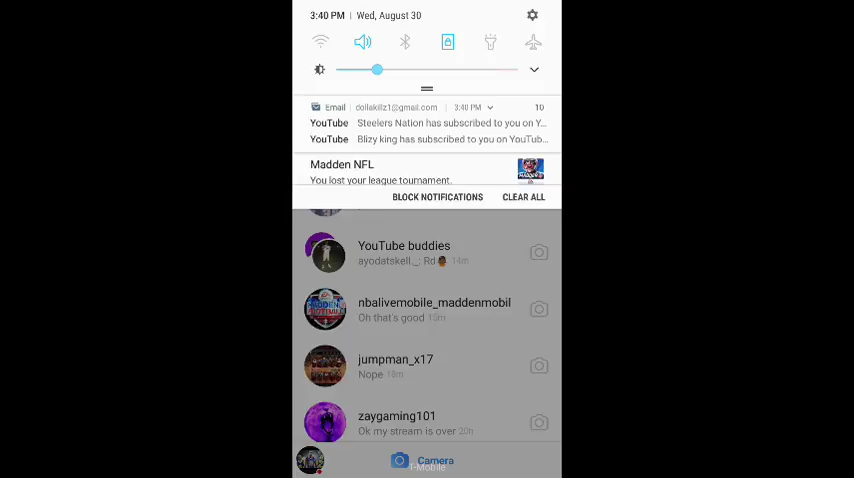 3:40 PM | Wed, August 30
Email | dollakillz1@gmail.com | 3:40 PM 10
YouTube Steelers Nation has subscribed to you on Y...
YouTube Blizy king has subscribed to you on YouTub...
Madden NFL
You lost your league tournament.
BLOCK NOTIFICATIONS CLEAR ALL
YouTube buddies
ayodatskell._: Rd 14m
nbalivemobile_maddenmobil
Oh that's good
jumpman_x17
Nope 18m
zaygaming101
Ok my stream is over 20h
Camera
T-Mobile